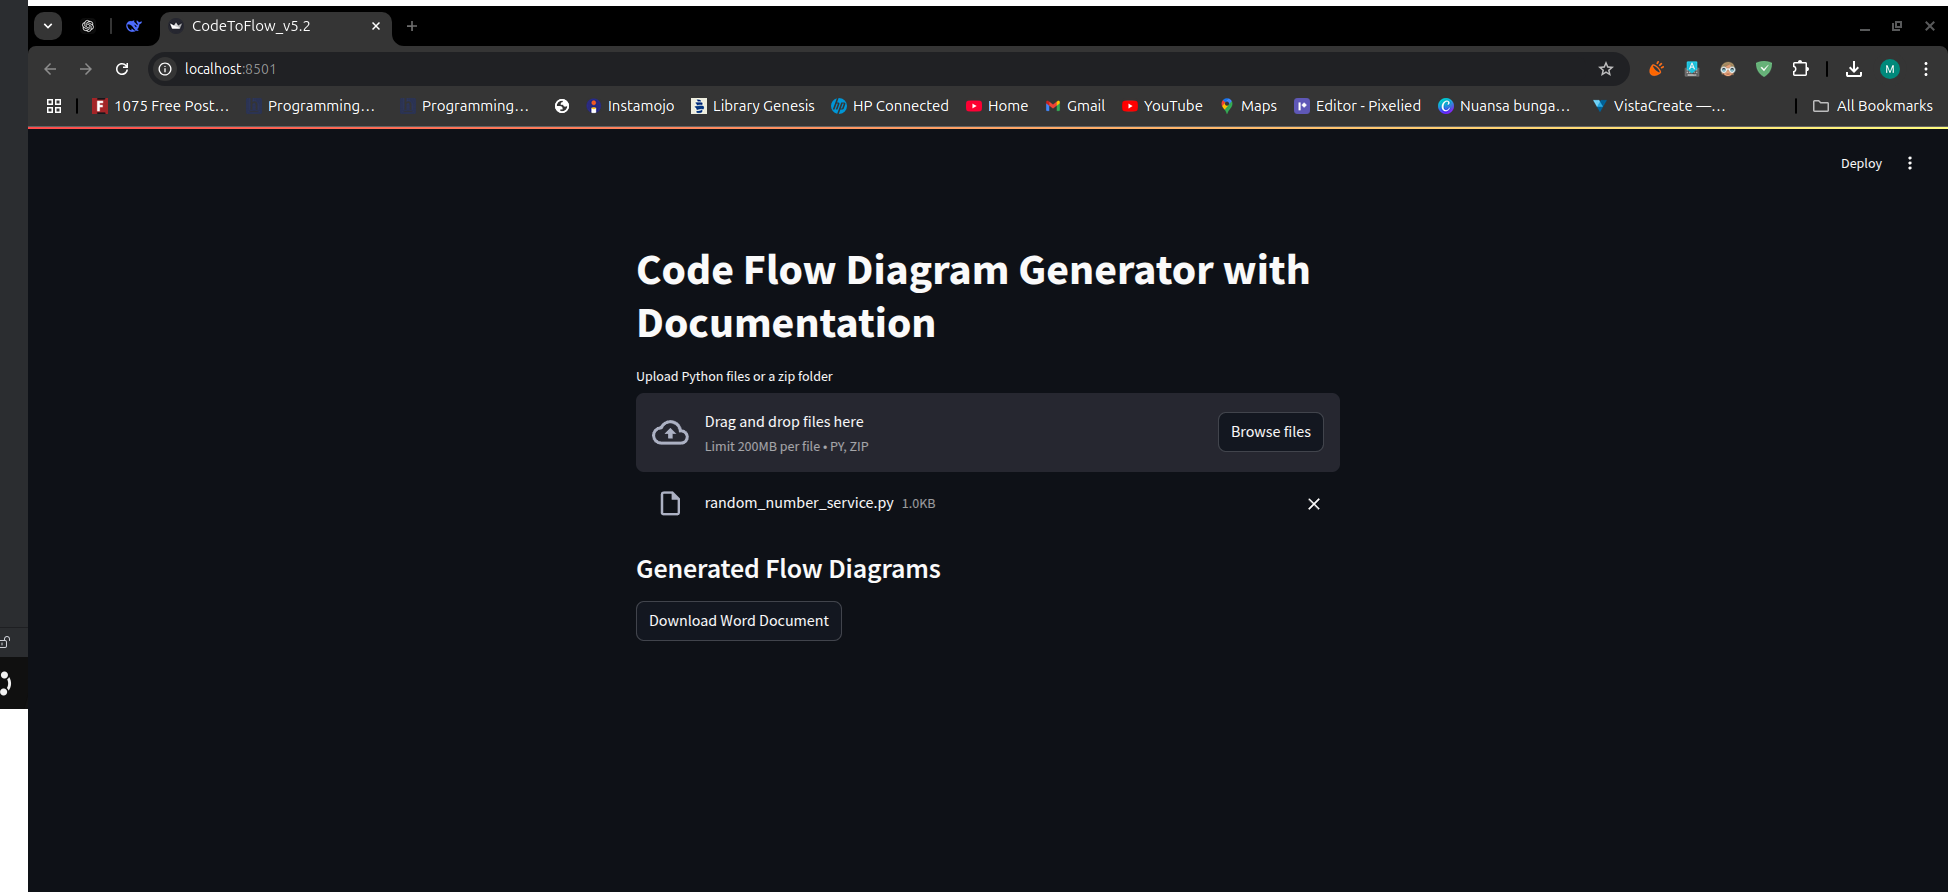 CodeToFlow_v5.2
localhost:8501
1075 Free Post... Programming... Programming... Instamojo Library Genesis HP Connected Home Gmail YouTube Maps Editor - Pixelied Nuansa bunga... VistaCreate —... All Bookmarks
Deploy
Code Flow Diagram Generator with
Documentation
Upload Python files or a zip folder
Drag and drop files here
Limit 200MB per file • PY, ZIP
Browse files
random_number_service.py 1.0KB
Generated Flow Diagrams
Download Word Document